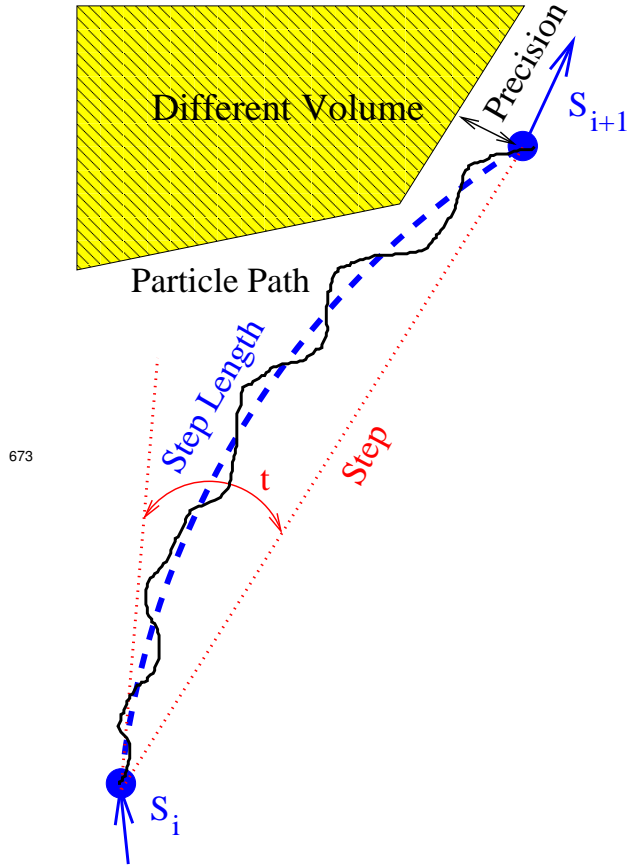 Different Volume
Precision
S i+1
Particle Path
Step Length
Step
673
t
S i